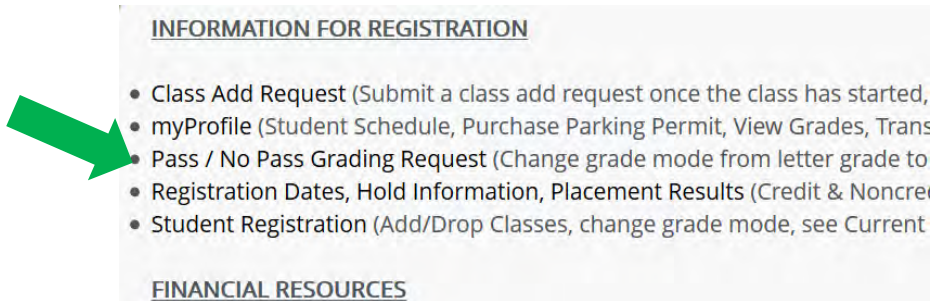 INFORMATION FOR REGISTRATION
• Class Add Request (Submit a class add request once the class has started,
• myProfile (Student Schedule, Purchase Parking Permit, View Grades, Trans
• Pass / No Pass Grading Request (Change grade mode from letter grade to
• Registration Dates, Hold Information, Placement Results (Credit & Noncre
• Student Registration (Add/Drop Classes, change grade mode, see Current
FINANCIAL RESOURCES